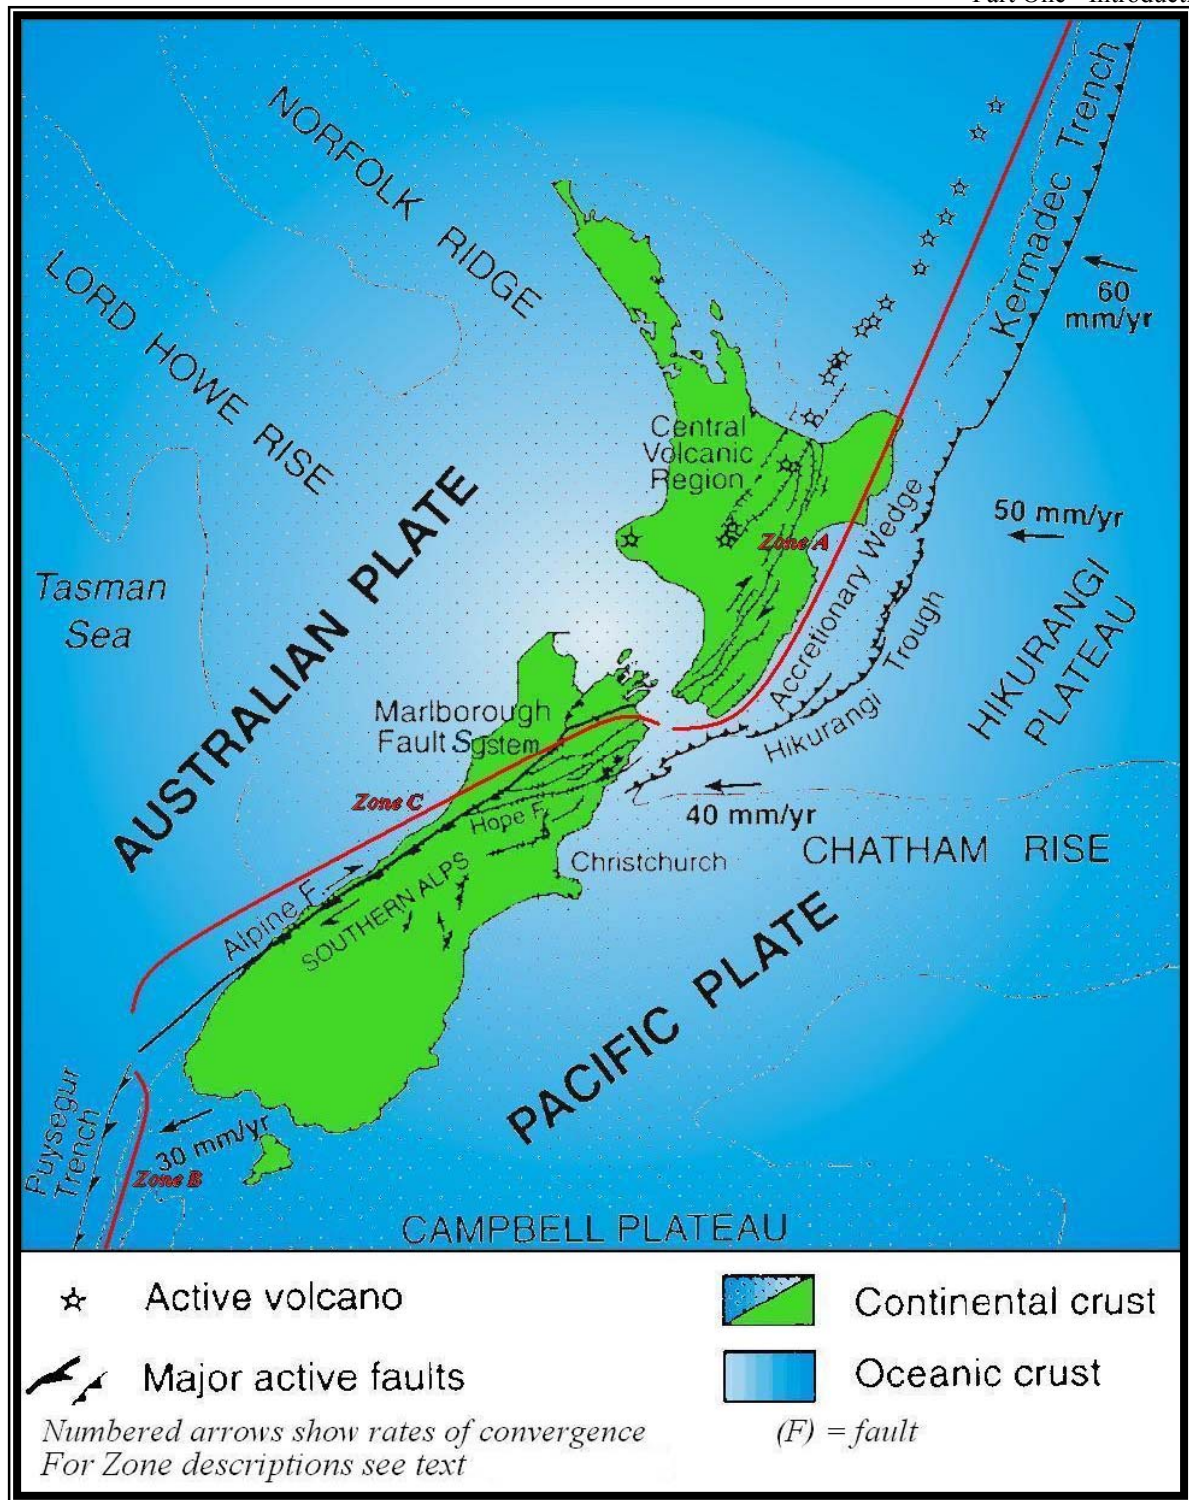 NORFOLK RIDGE
LORD HOWE RISE
Kermadec Trench
60
mm/yr
Central
Volcanic
Region
50 mm/yr
Zone A
Accretionary Wedge
Tasman
Sea
AUSTRALIAN PLATE
HIKURANGI
PLATEAU
Hikurangi Trough
Marlborough
Fault System
Zone C
Hope F.
40 mm/yr
CHATHAM RISE
Christchurch
Alpine F.
SOUTHERN ALPS
PACIFIC PLATE
Puysegur
Trench
30 mm/yr
Zone B
CAMPBELL PLATEAU
Active volcano
Continental crust
Major active faults
Oceanic crust
Numbered arrows show rates of convergence
(F) = fault
For Zone descriptions see text